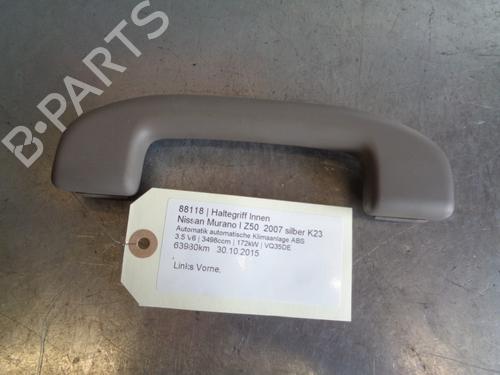 B-PARTS
88118 | Haltegriff Innen
Nissan Murano I Z50 2007 silber K23
Automatik automatische Klimaanlage ABS
3.5 V6 | 3498ccm | 172kW | VQ35DE
63980km 30.10.2015
Links Vorne.